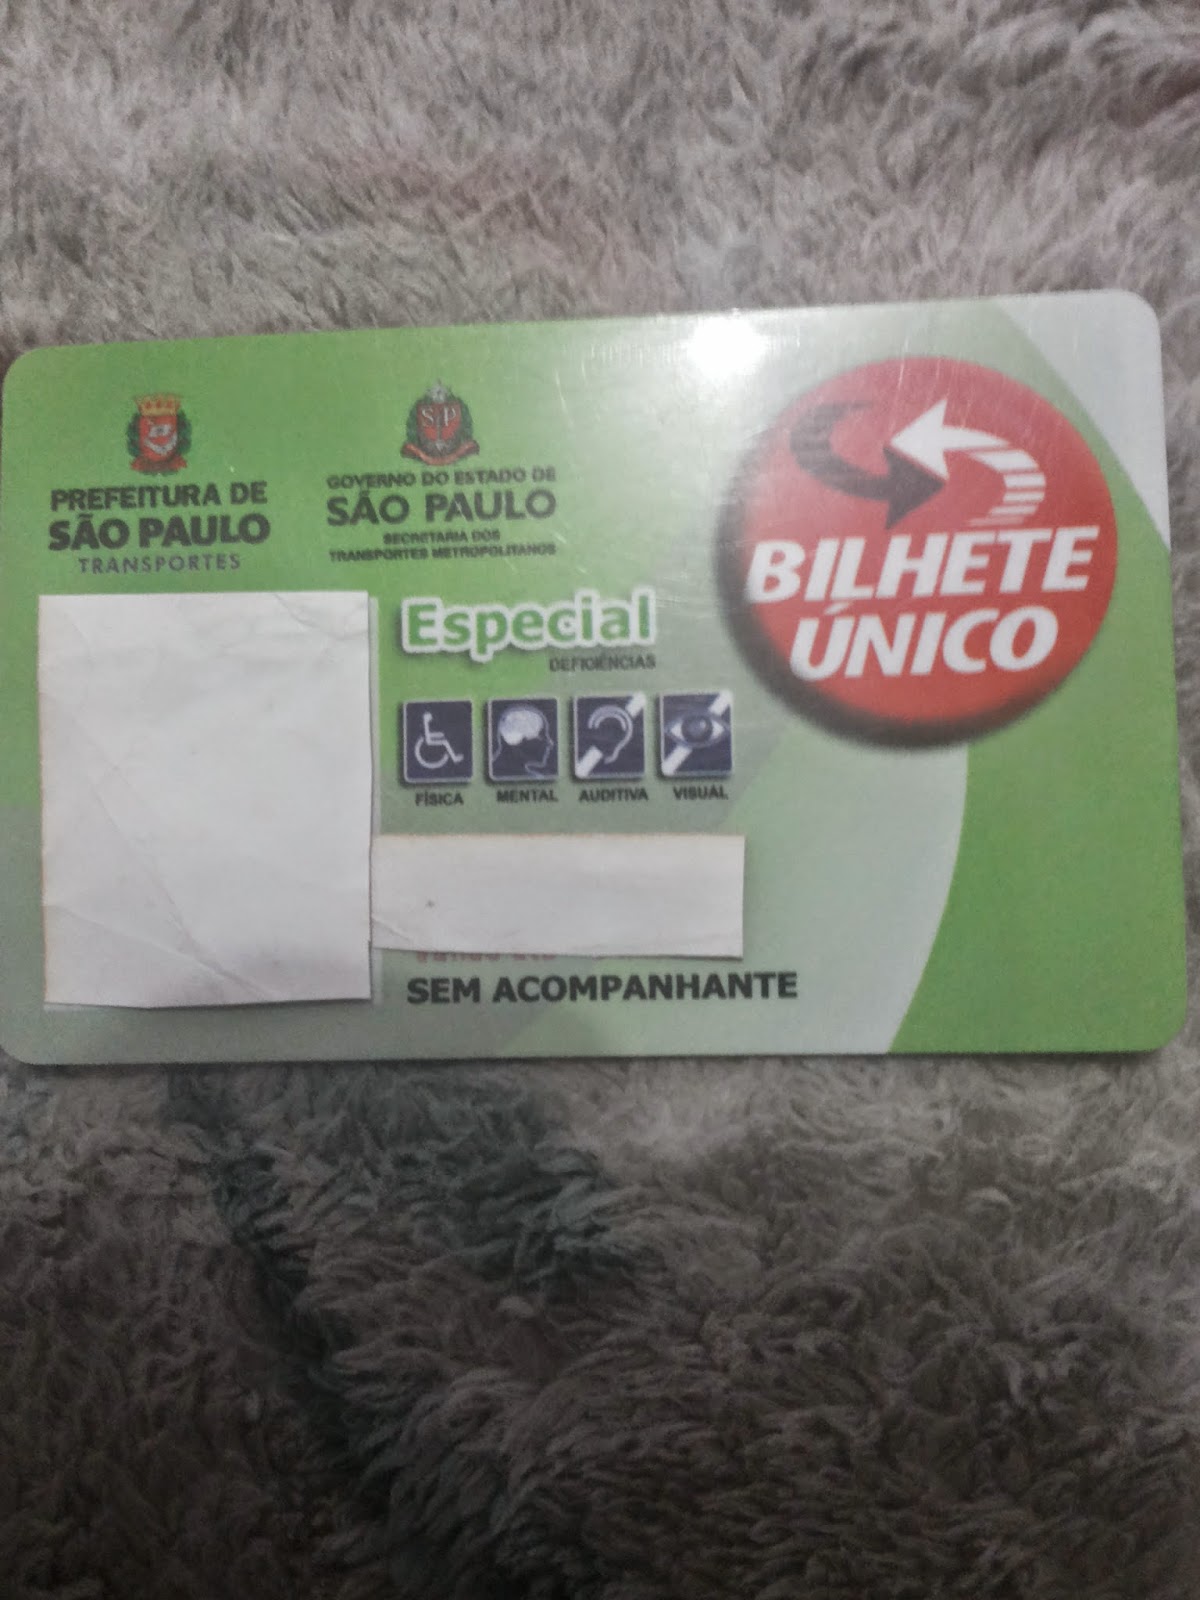 PREFEITURA DE
SÃO PAULO
TRANSPORTES
SP
GOVERNO DO ESTADO DE
SÃO PAULO
SECRETARIA DOS
TRANSPORTES METROPOLITANOS
BILHETE
ÚNICO
Especial
DEFICIÊNCIAS
FÍSICA
MENTAL
AUDITIVA
VISUAL
SEM ACOMPANHANTE